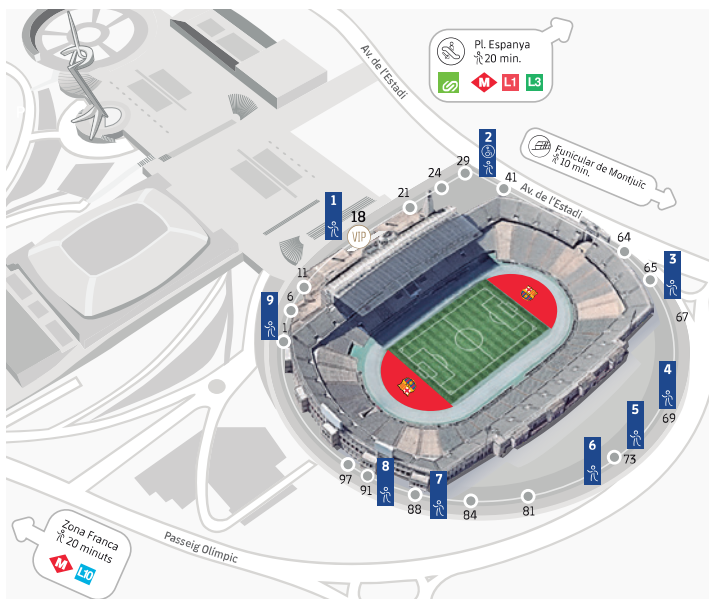 Pl. Espanya
20 min.
M L1 L3
Av. de l'Estadi
2
29
24
41
Funicular de Montjuïc
10 min.
Av. de l'Estadi
1
21
18
VIP
64
3
65
11
67
9
6
1
4
5
69
6
73
97
8
91
7
88
84
81
Zona Franca
20 minuts
M L10
Passeig Olímpic